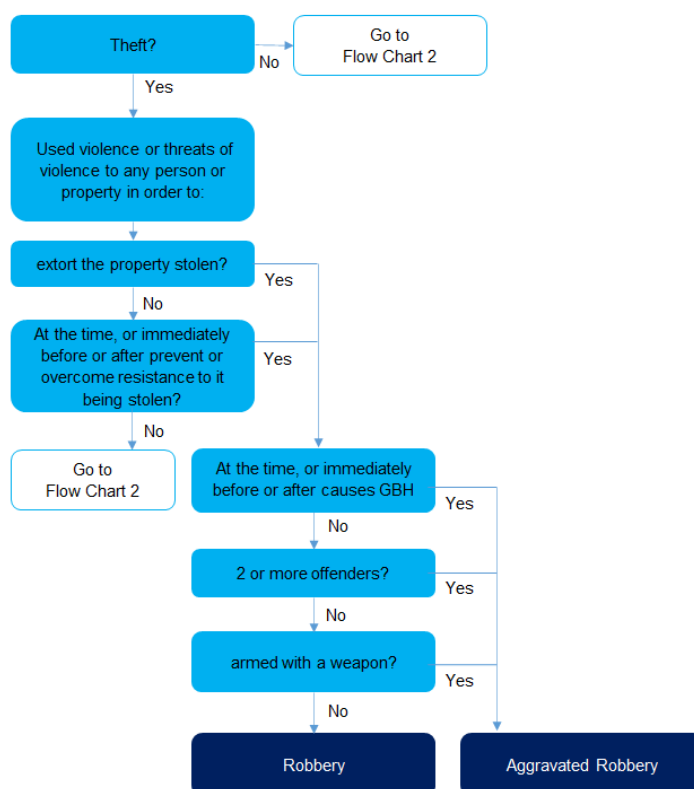 Theft?
No
Go to
Flow Chart 2
Yes
Used violence or threats of
violence to any person or
property in order to:
extort the property stolen?
Yes
No
At the time, or immediately
before or after prevent or
overcome resistance to it
being stolen?
Yes
No
Go to
Flow Chart 2
At the time, or immediately
before or after causes GBH
Yes
No
2 or more offenders?
Yes
No
armed with a weapon?
Yes
No
Robbery
Aggravated Robbery